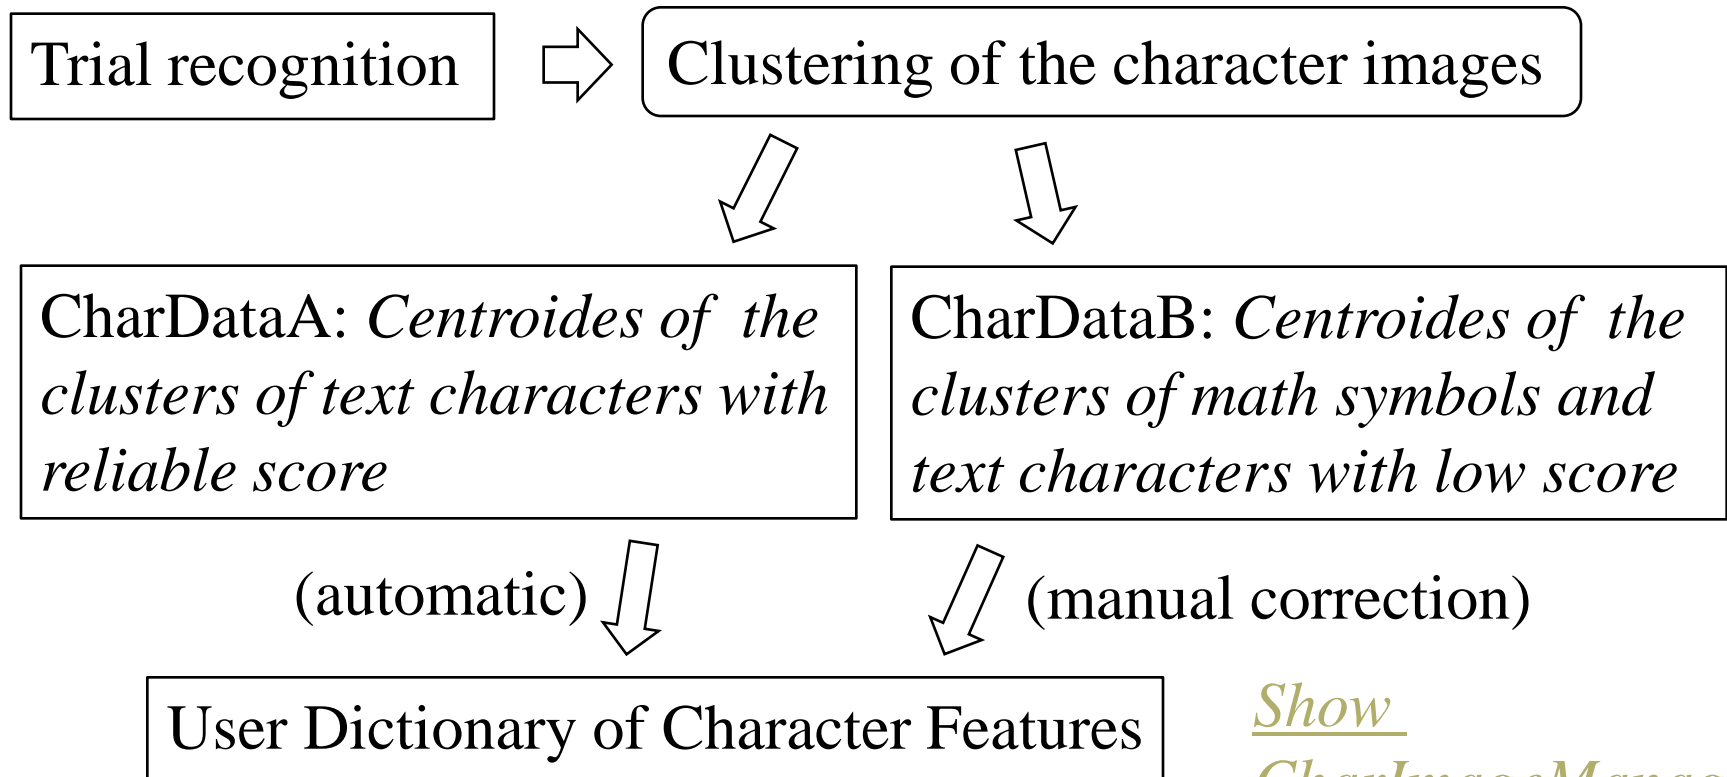 Trial recognition
Clustering of the character images
CharDataA: Centroides of the
clusters of text characters with
reliable score
CharDataB: Centroides of the
clusters of math symbols and
text characters with low score
(automatic)
(manual correction)
User Dictionary of Character Features
Show